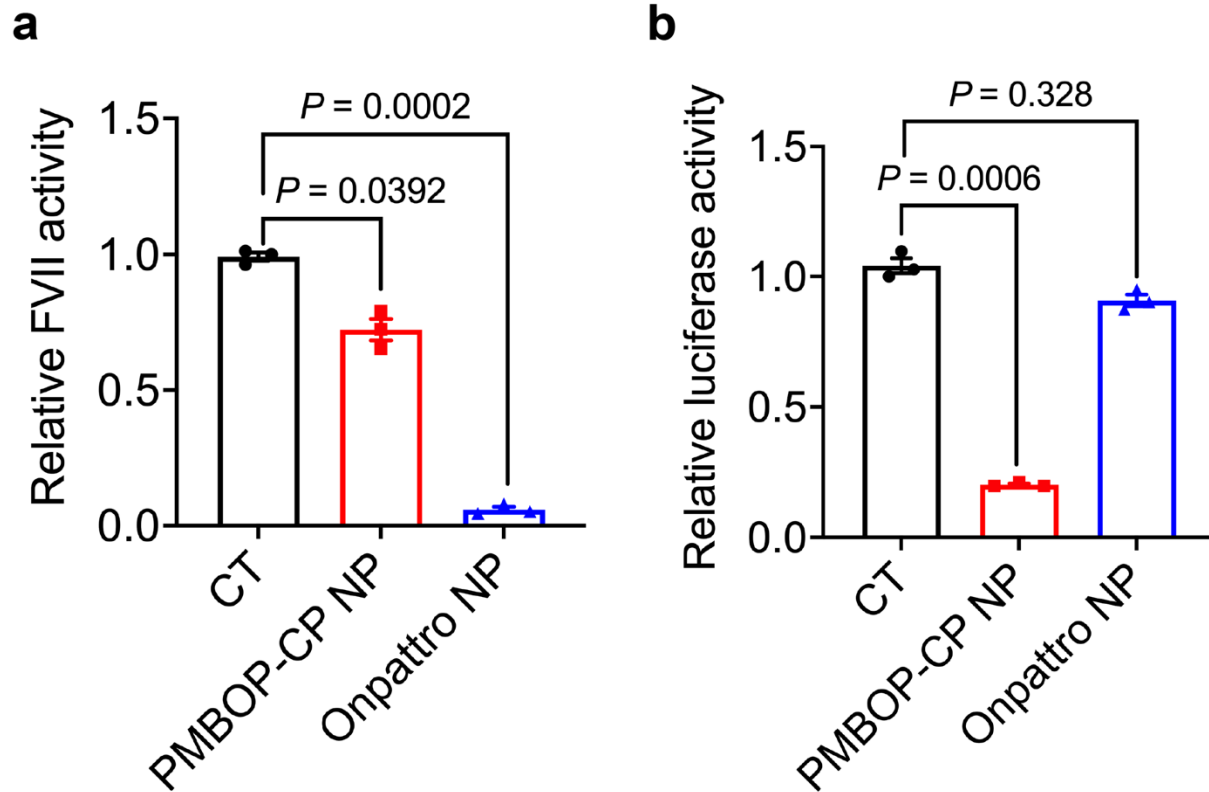 a
Relative FVII activity
1.5
1.0
0.5
0.0
P = 0.0002
P = 0.0392
CT
PMBOP-CP NP
Onpattro NP
b
Relative luciferase activity
1.5
1.0
0.5
0.0
P = 0.328
P = 0.0006
CT
PMBOP-CP NP
Onpattro NP